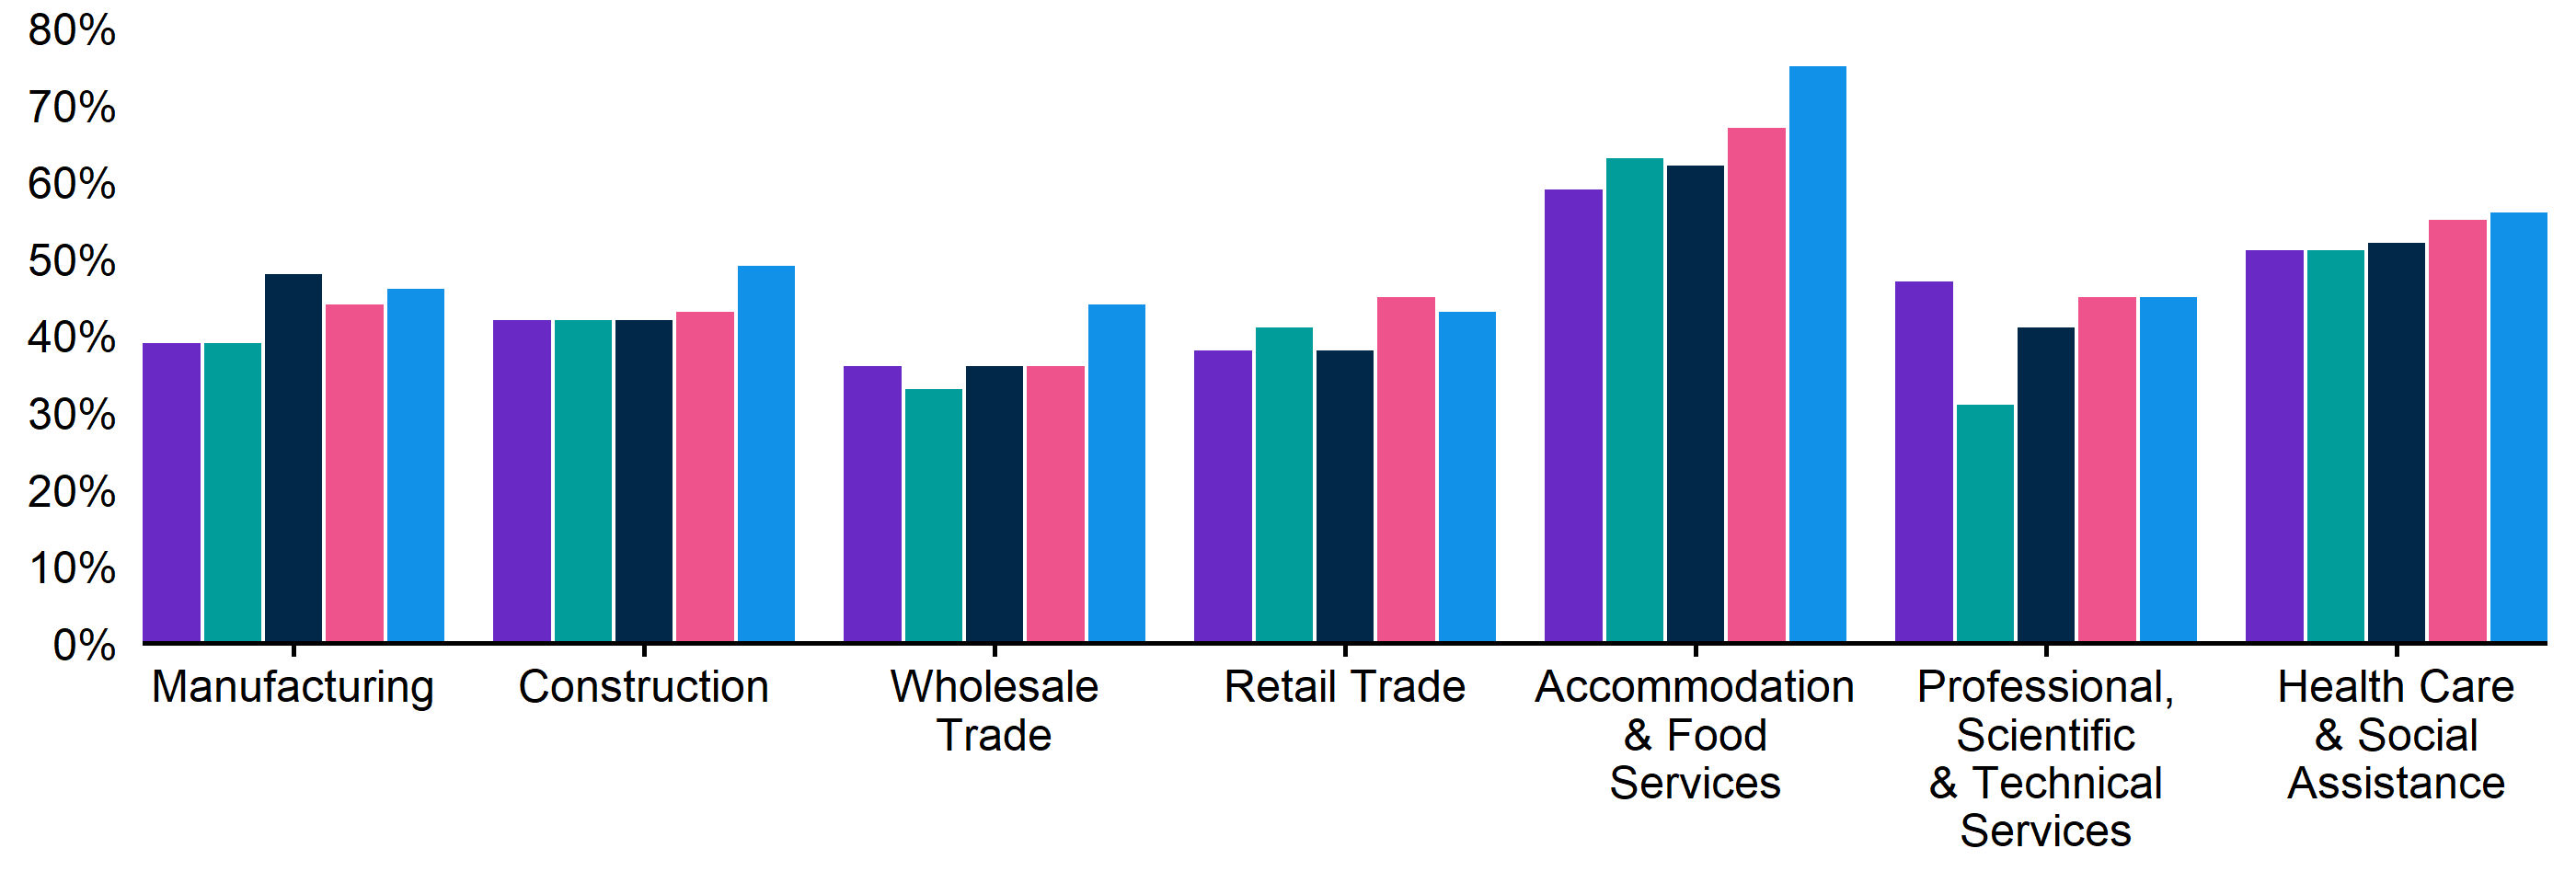 80%
70%
60%
50%
40%
30%
20%
10%
0%
Manufacturing
Construction
Wholesale
Trade
Retail Trade
Accommodation
& Food
Services
Professional,
Scientific
& Technical
Services
Health Care
& Social
Assistance